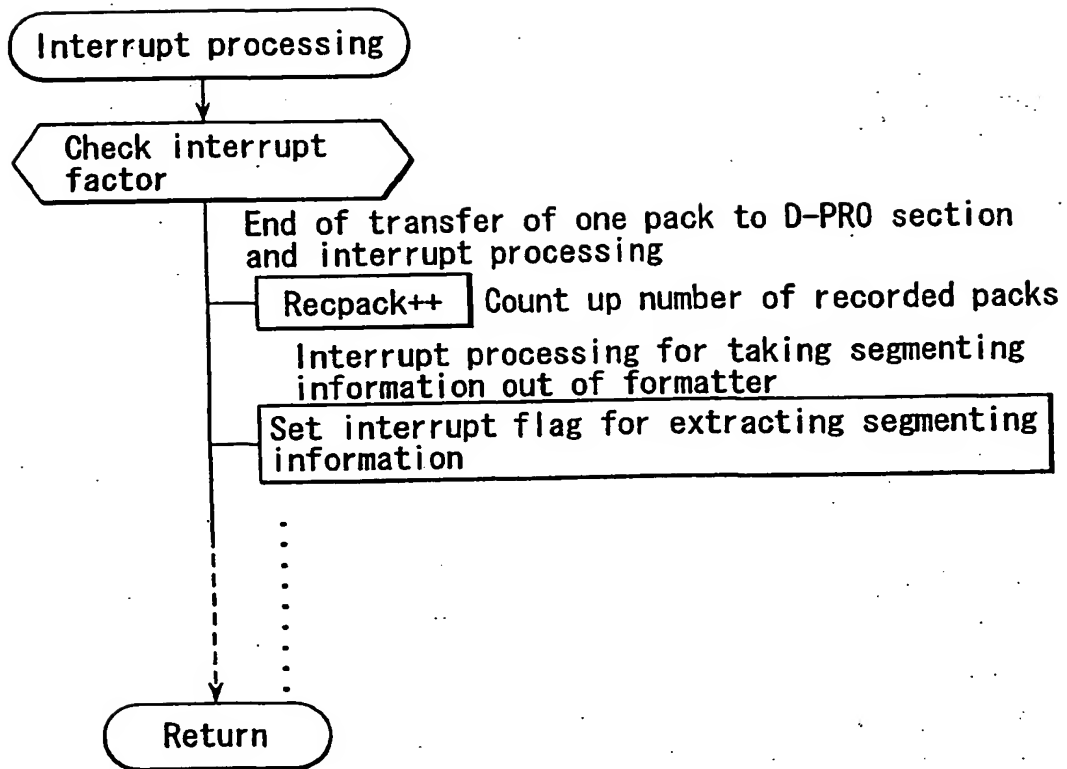 Interrupt processing
Check interrupt
factor
End of transfer of one pack to D-PRO section
and interrupt processing
Recpack++ Count up number of recorded packs
Interrupt processing for taking segmenting
information out of formatter
Set interrupt flag for extracting segmenting
information
Return